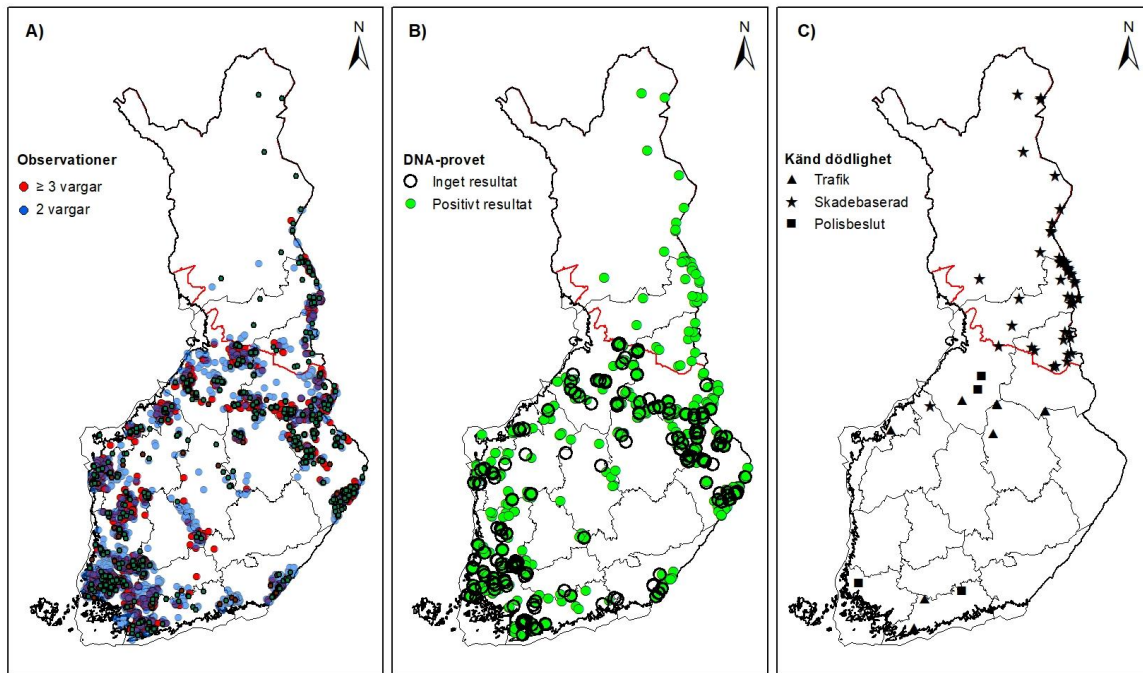 A)
N
Observationer
≥ 3 vargar
2 vargar
B)
N
DNA-provet
Inget resultat
Positivt resultat
C)
N
Känd dödlighet
Trafik
Skadebaserad
Polisbeslut